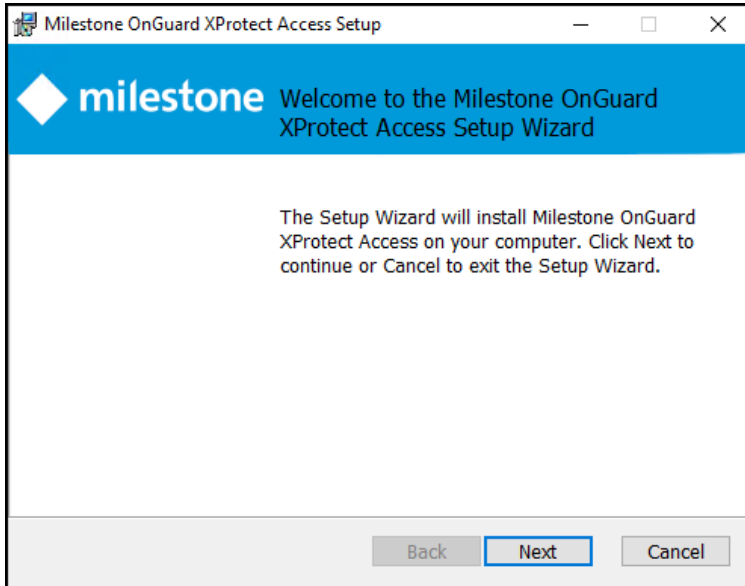 Milestone OnGuard XProtect Access Setup
milestone
Welcome to the Milestone OnGuard
XProtect Access Setup Wizard
The Setup Wizard will install Milestone OnGuard
XProtect Access on your computer. Click Next to
continue or Cancel to exit the Setup Wizard.
Back
Next
Cancel